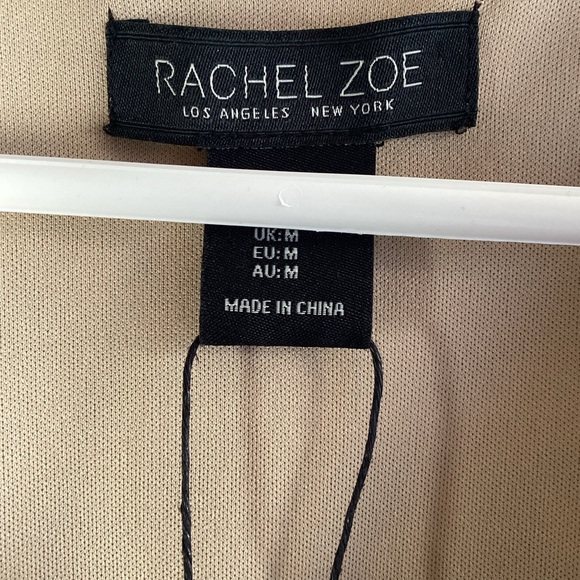 RACHEL ZOE
LOS ANGELES NEW YORK
UK: M
EU: M
AU: M
MADE IN CHINA